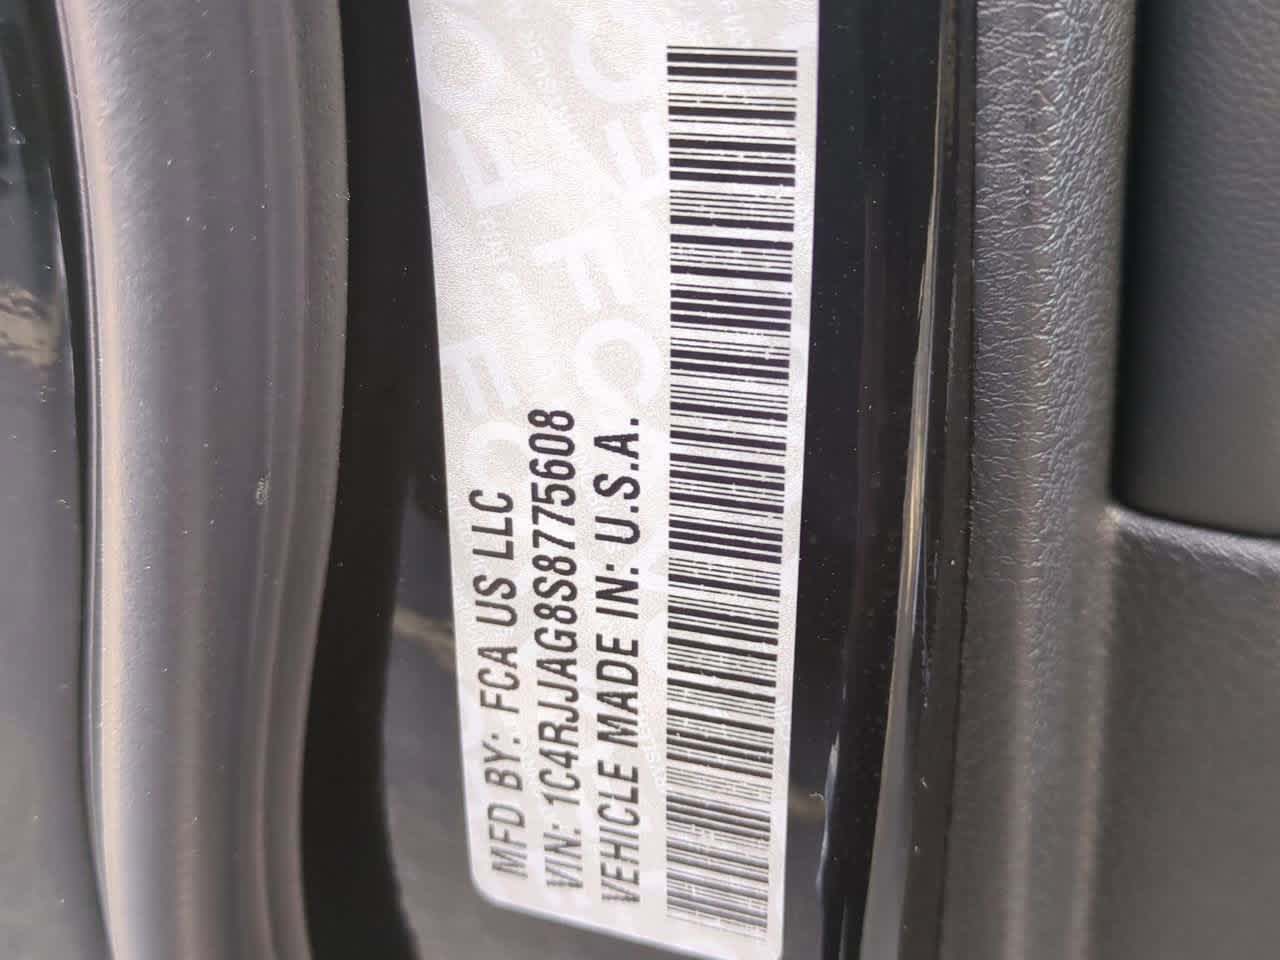 MFD BY: FCA US LLC
VIN: 1C4RJJAG8S8775608
VEHICLE MADE IN: U.S.A.